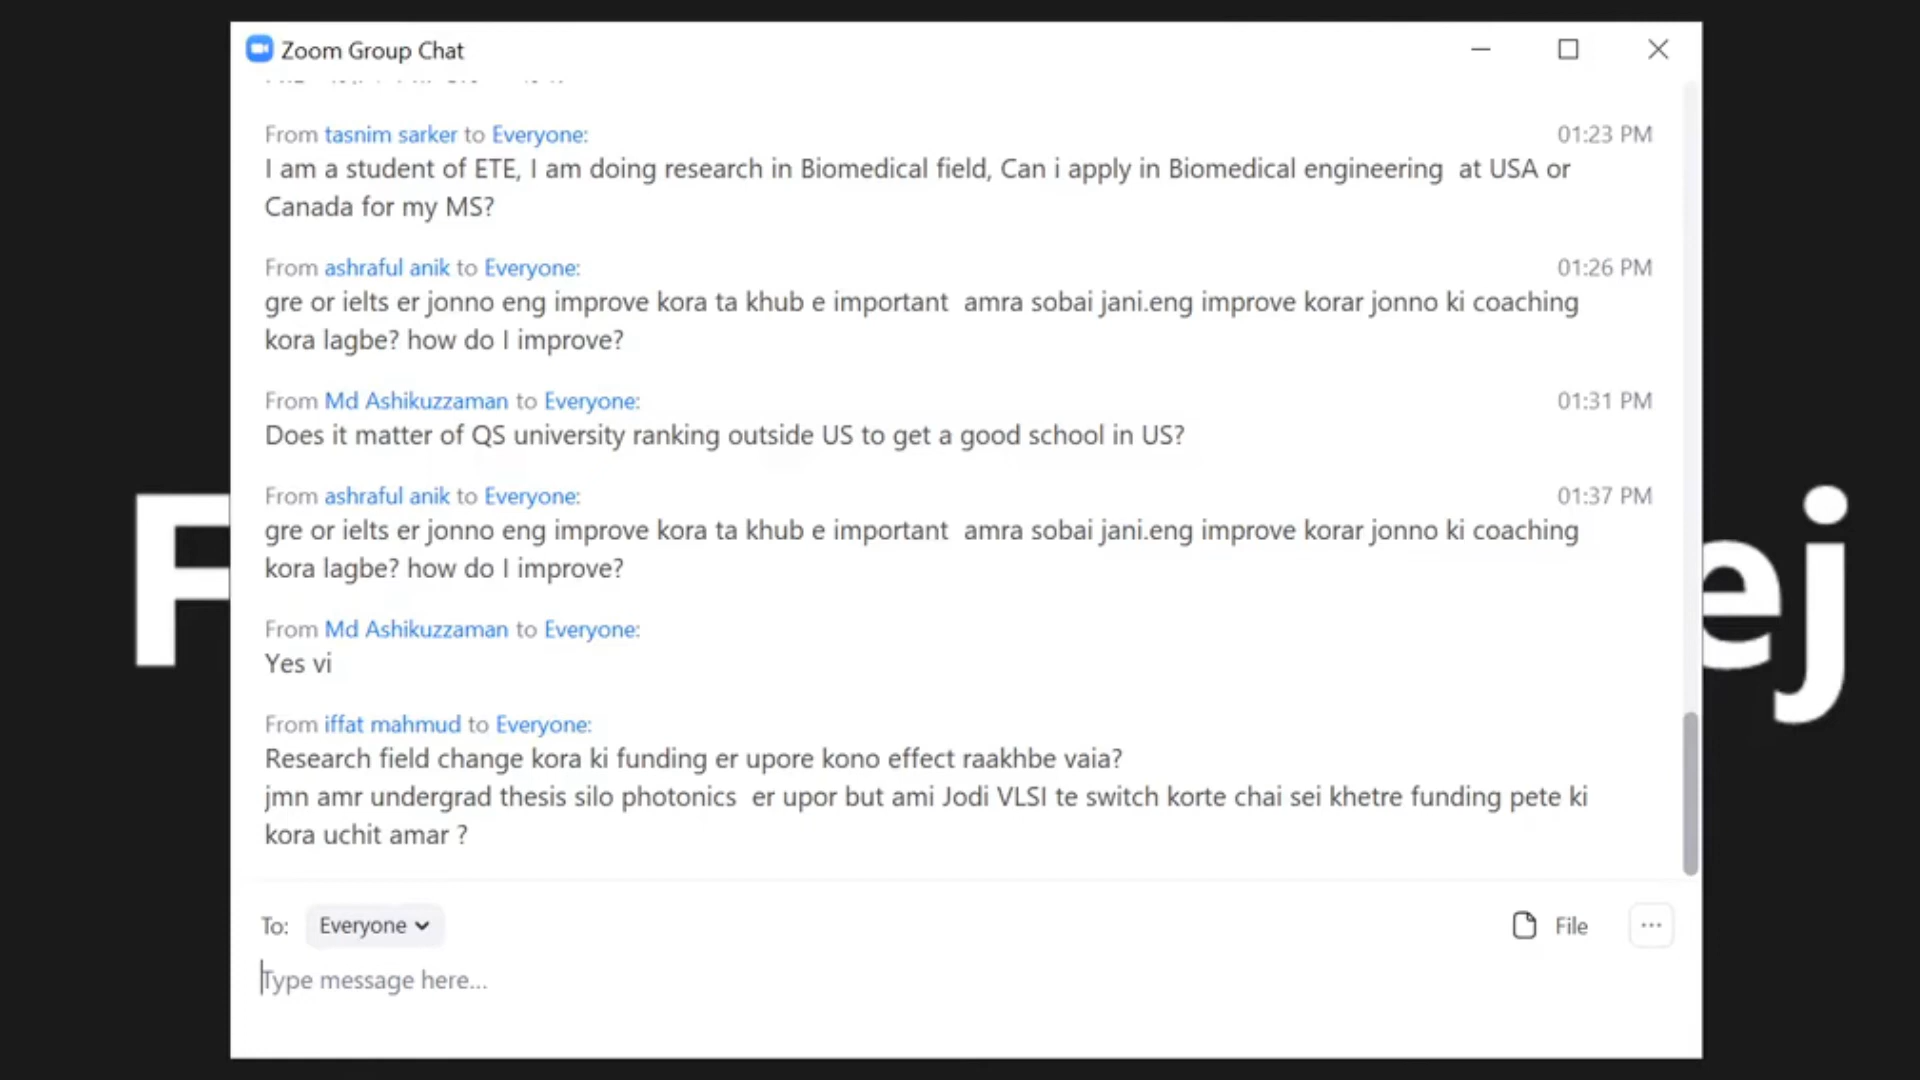 Zoom Group Chat
From tasnim sarker to Everyone: 01:23 PM
I am a student of ETE, I am doing research in Biomedical field, Can i apply in Biomedical engineering  at USA or
Canada for my MS?
From ashraful anik to Everyone: 01:26 PM
gre or ielts er jonno eng improve kora ta khub e important  amra sobai jani.eng improve korar jonno ki coaching
kora lagbe? how do I improve?
From Md Ashikuzzaman to Everyone: 01:31 PM
Does it matter of QS university ranking outside US to get a good school in US?
From ashraful anik to Everyone: 01:37 PM
gre or ielts er jonno eng improve kora ta khub e important  amra sobai jani.eng improve korar jonno ki coaching
kora lagbe? how do I improve?
From Md Ashikuzzaman to Everyone:
Yes vi
From iffat mahmud to Everyone:
Research field change kora ki funding er upore kono effect raakhbe vaia?
jmn amr undergrad thesis silo photonics  er upor but ami Jodi VLSI te switch korte chai sei khetre funding pete ki
kora uchit amar ?
To: Everyone File
Type message here...
F
ej